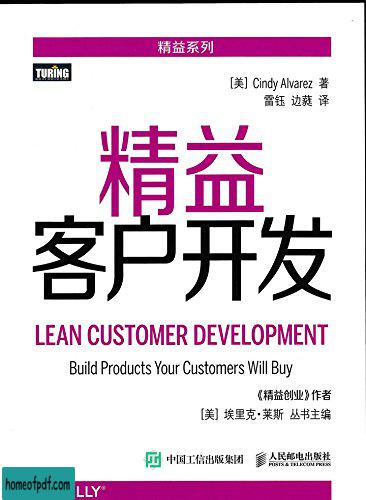 精益系列
TURING
[美] Cindy Alvarez 著
雷钰 边蕤 译
精益
客户开发
LEAN CUSTOMER DEVELOPMENT
Build Products Your Customers Will Buy
《精益创业》作者
[美] 埃里克·莱斯 丛书主编
中国工信出版集团 人民邮电出版社
POSTS & TELECOM PRESS
homeofpdf.com
LLY®